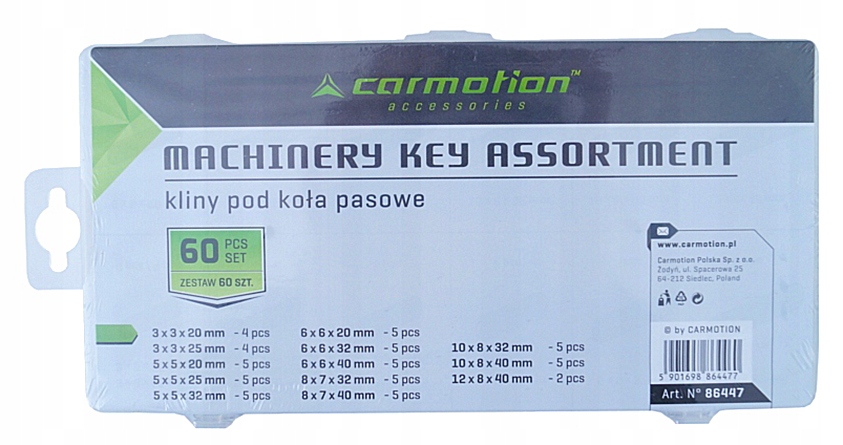 carmotion™
accessories
MACHINERY KEY ASSORTMENT
kliny pod koła pasowe
60 PCS SET
ZESTAW 60 SZT.
3 x 3 x 20 mm - 4 pcs
3 x 3 x 25 mm - 4 pcs
5 x 5 x 20 mm - 5 pcs
5 x 5 x 25 mm - 5 pcs
5 x 5 x 32 mm - 5 pcs
6 x 6 x 20 mm - 5 pcs
6 x 6 x 32 mm - 5 pcs
6 x 6 x 40 mm - 5 pcs
8 x 7 x 32 mm - 5 pcs
8 x 7 x 40 mm - 5 pcs
10 x 8 x 32 mm - 5 pcs
10 x 8 x 40 mm - 5 pcs
12 x 8 x 40 mm - 2 pcs
www.carmotion.pl
Carmotion Polska Sp. z o.o.
Żodyń, ul. Spacerowa 25
64-212 Siedlec, Poland
© by CARMOTION
5 901698 864477
Art. N° 86447